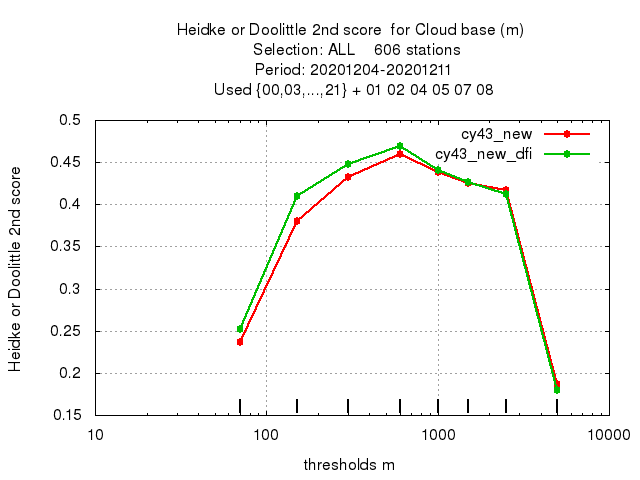 Heidke or Doolittle 2nd score  for Cloud base (m)
Selection: ALL    606 stations
Period: 20201204-20201211
Used {00,03,...,21} + 01 02 04 05 07 08
cy43_new
cy43_new_dfi
Heidke or Doolittle 2nd score
0.5
0.45
0.4
0.35
0.3
0.25
0.2
0.15
10 100 1000 10000
thresholds m